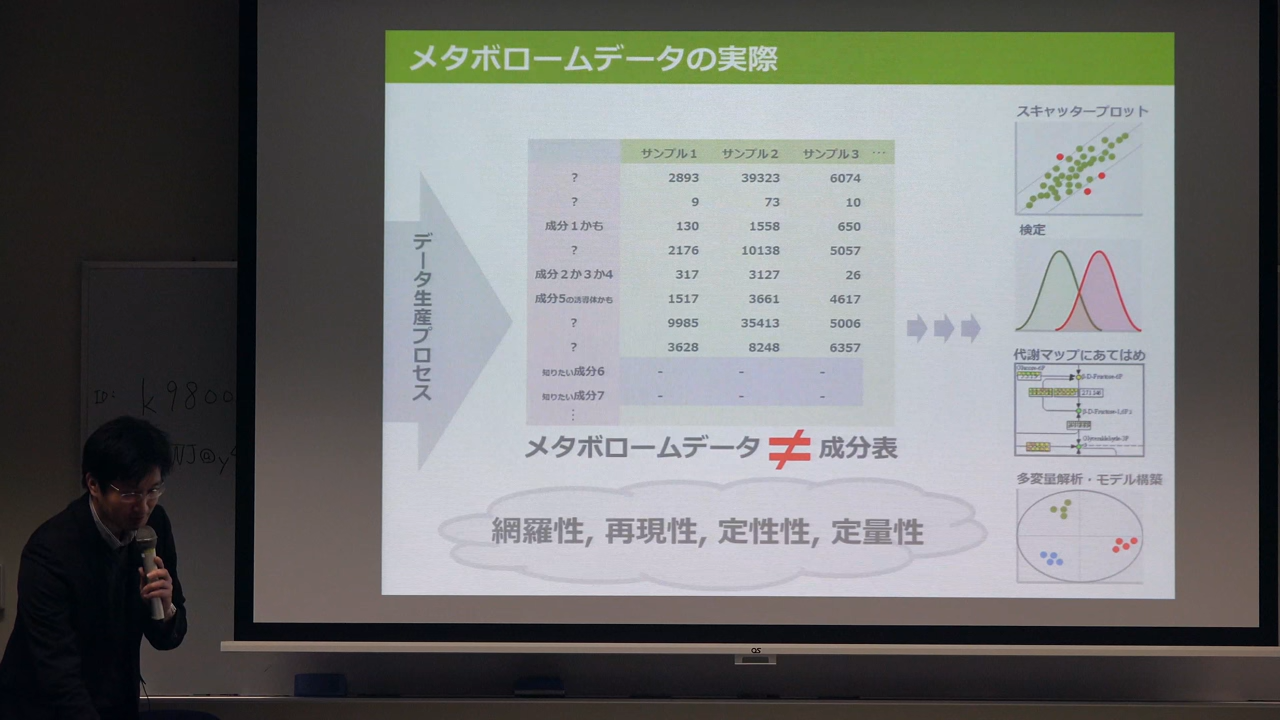 メタボロームデータの実際
データ生産プロセス
サンプル1 サンプル2 サンプル3 …
? 2893 39323 6074
? 9 73 10
成分1かも 130 1558 650
? 2176 10138 5057
成分2か3か4 317 3127 26
成分5の誘導体かも 1517 3661 4617
? 9985 35413 5006
? 3628 8248 6357
知りたい成分6 - - -
知りたい成分7 - - -
⋮
メタボロームデータ ≠ 成分表
網羅性, 再現性, 定性性, 定量性
スキャッタープロット
検定
代謝マップにあてはめ
多変量解析・モデル構築
ID: k9800
OS